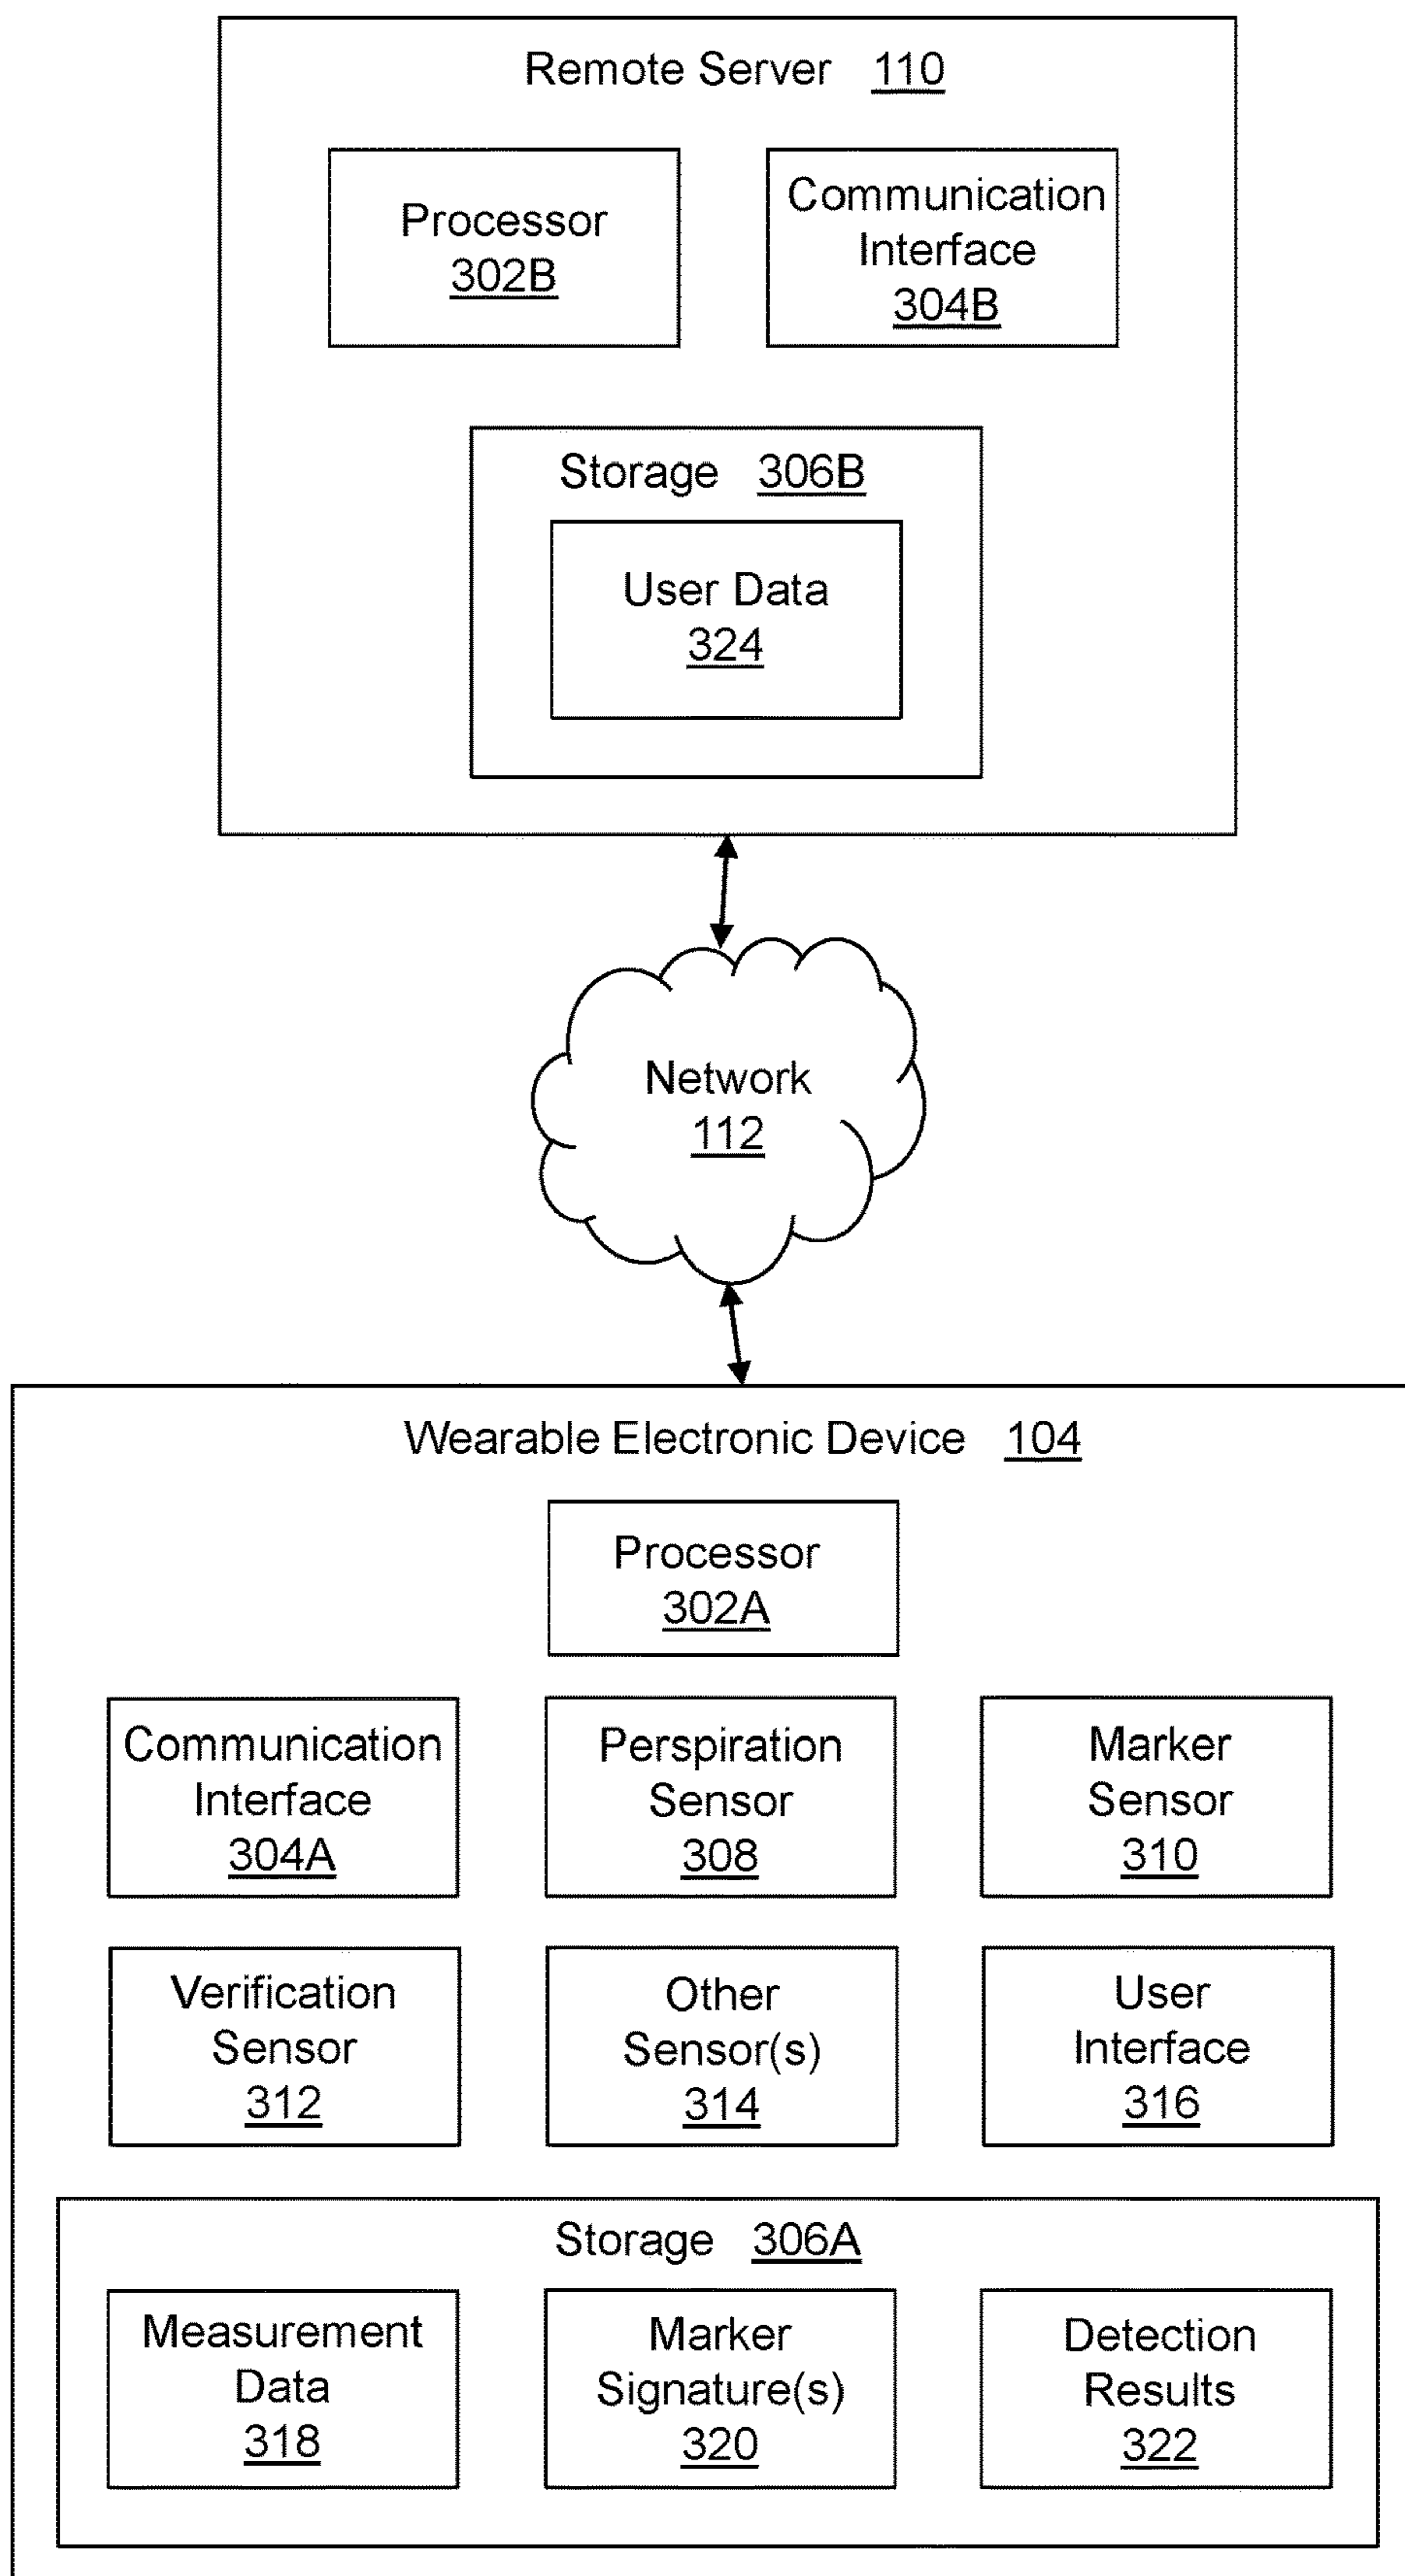 Remote Server 110
Processor
302B
Communication
Interface
304B
Storage 306B
User Data
324
Network
112
Wearable Electronic Device 104
Processor
302A
Communication
Interface
304A
Perspiration
Sensor
308
Marker
Sensor
310
Verification
Sensor
312
Other
Sensor(s)
314
User
Interface
316
Storage 306A
Measurement
Data
318
Marker
Signature(s)
320
Detection
Results
322